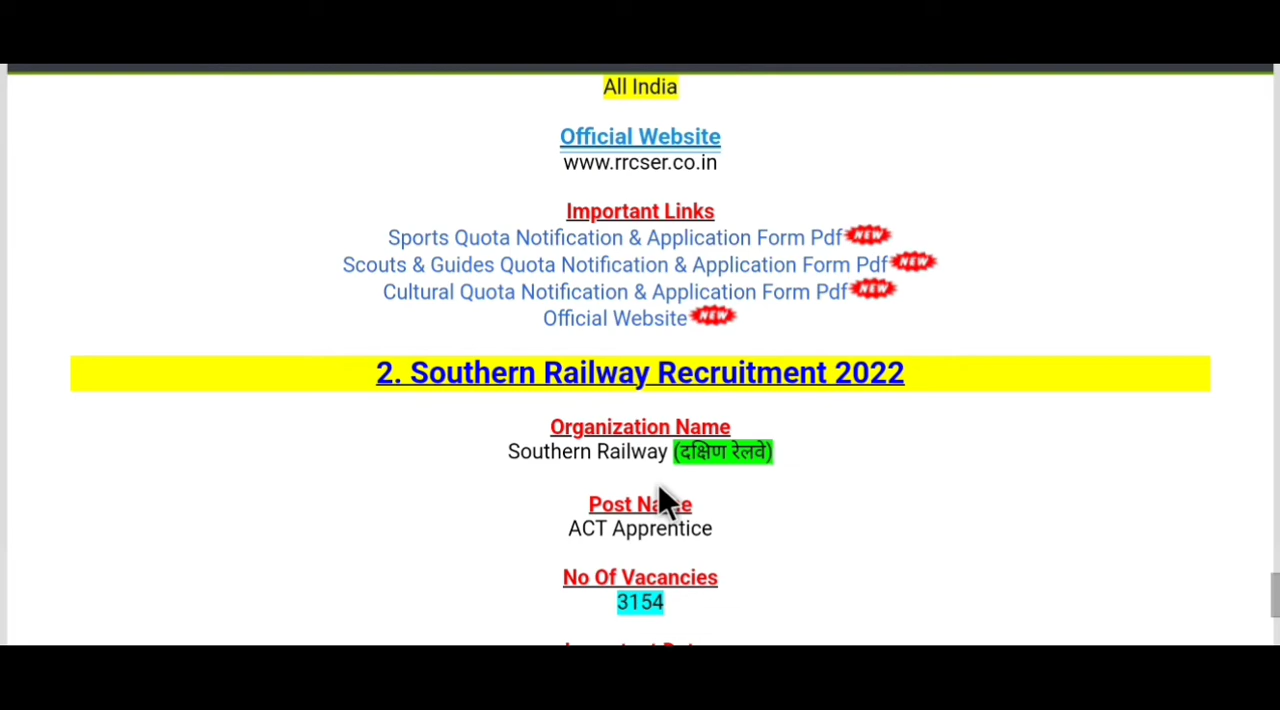 All India
Official Website
www.rrcser.co.in
Important Links
Sports Quota Notification & Application Form Pdf NEW
Scouts & Guides Quota Notification & Application Form Pdf NEW
Cultural Quota Notification & Application Form Pdf NEW
Official Website NEW
2. Southern Railway Recruitment 2022
Organization Name
Southern Railway (दक्षिण रेलवे)
Post Name
ACT Apprentice
No Of Vacancies
3154